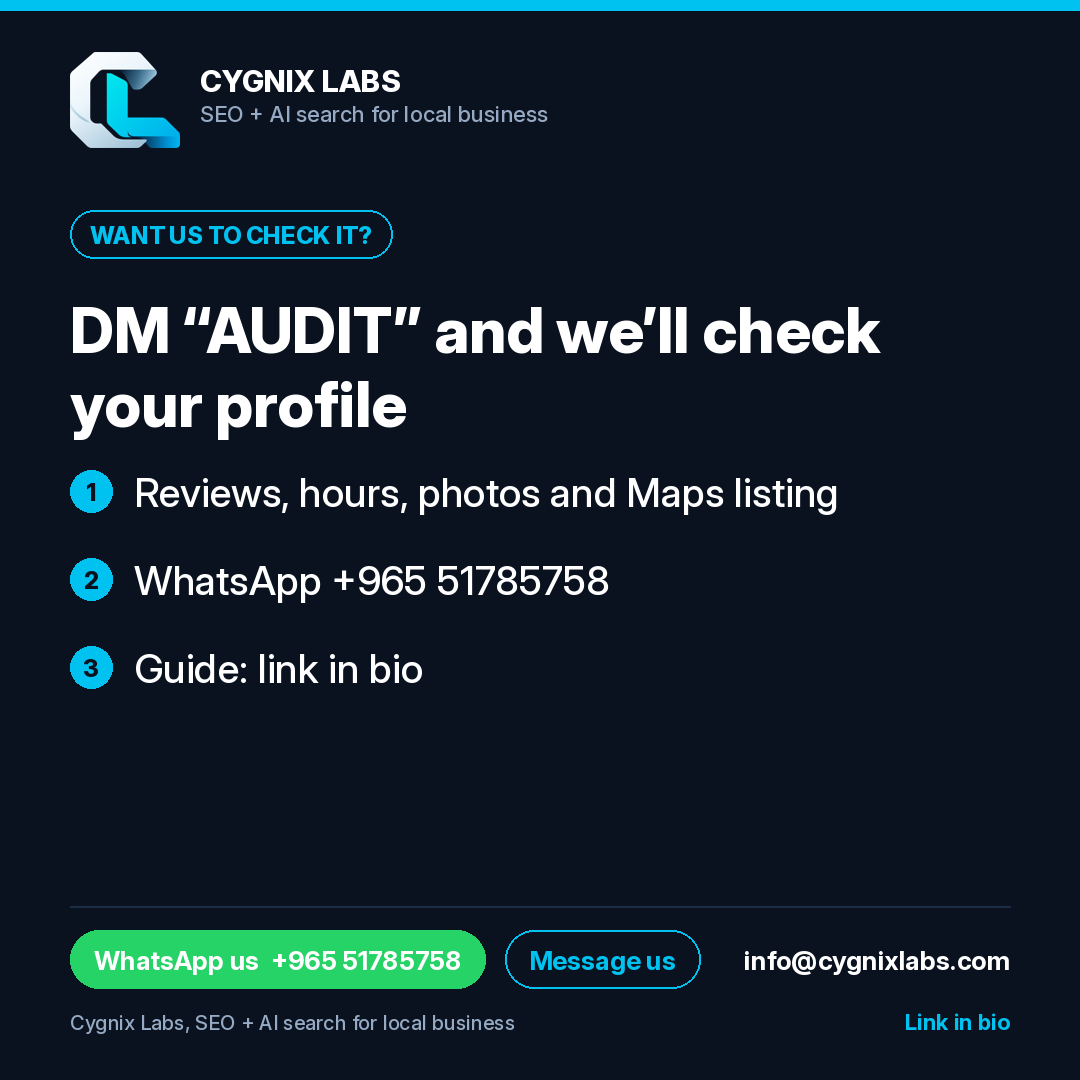 CYGNIX LABS
SEO + AI search for local business
WANT US TO CHECK IT?
DM “AUDIT” and we’ll check
your profile
1 Reviews, hours, photos and Maps listing
2 WhatsApp +965 51785758
3 Guide: link in bio
WhatsApp us +965 51785758 Message us info@cygnixlabs.com
Cygnix Labs, SEO + AI search for local business Link in bio